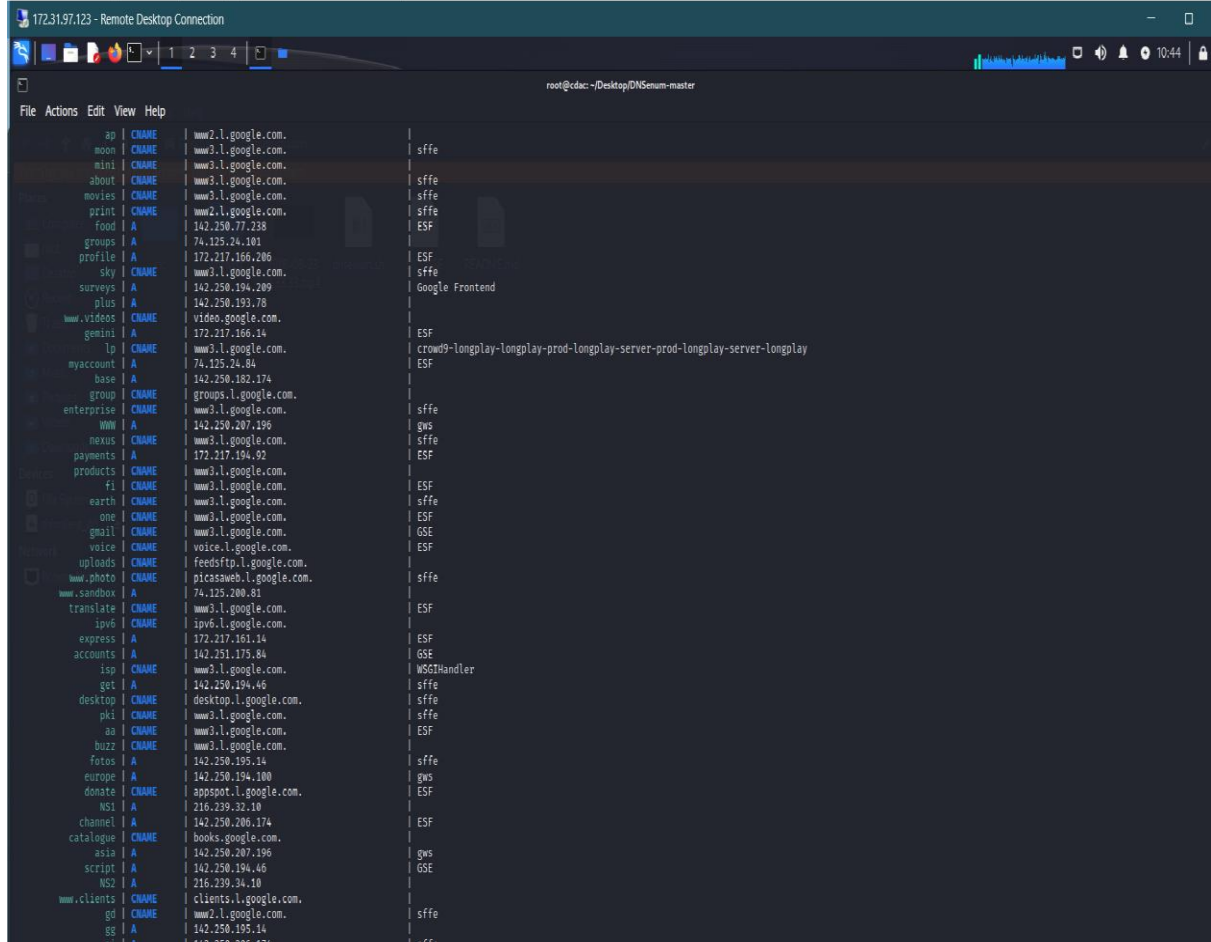 172.31.97.123 - Remote Desktop Connection
1 2 3 4 10:44
root@cdac: ~/Desktop/DNSenum-master
File Actions Edit View Help
ap | CNAME | www2.l.google.com. |
moon | CNAME | www3.l.google.com. | sffe
mini | CNAME | www3.l.google.com. |
about | CNAME | www3.l.google.com. | sffe
movies | CNAME | www3.l.google.com. | sffe
print | CNAME | www2.l.google.com. | sffe
food | A | 142.250.77.238 | ESF
groups | A | 74.125.24.101 |
profile | A | 172.217.166.206 | ESF
sky | CNAME | www3.l.google.com. | sffe
surveys | A | 142.250.194.209 | Google Frontend
plus | A | 142.250.193.78 |
www.videos | CNAME | video.google.com. |
gemini | A | 172.217.166.14 | ESF
lp | CNAME | www3.l.google.com. | crowd9-longplay-longplay-prod-longplay-server-prod-longplay-server-longplay
myaccount | A | 74.125.24.84 | ESF
base | A | 142.250.182.174 |
group | CNAME | groups.l.google.com. |
enterprise | CNAME | www3.l.google.com. | sffe
WWW | A | 142.250.207.196 | gws
nexus | CNAME | www3.l.google.com. | sffe
payments | A | 172.217.194.92 | ESF
products | CNAME | www3.l.google.com. |
fi | CNAME | www3.l.google.com. | ESF
earth | CNAME | www3.l.google.com. | sffe
one | CNAME | www3.l.google.com. | ESF
gmail | CNAME | www3.l.google.com. | GSE
voice | CNAME | voice.l.google.com. | ESF
uploads | CNAME | feedsftp.l.google.com. |
www.photo | CNAME | picasaweb.l.google.com. | sffe
www.sandbox | A | 74.125.200.81 |
translate | CNAME | www3.l.google.com. | ESF
ipv6 | CNAME | ipv6.l.google.com. |
express | A | 172.217.161.14 | ESF
accounts | A | 142.251.175.84 | GSE
isp | CNAME | www3.l.google.com. | WSGIHandler
get | A | 142.250.194.46 | sffe
desktop | CNAME | desktop.l.google.com. | sffe
pki | CNAME | www3.l.google.com. | sffe
aa | CNAME | www3.l.google.com. | ESF
buzz | CNAME | www3.l.google.com. |
fotos | A | 142.250.195.14 | sffe
europe | A | 142.250.194.100 | gws
donate | CNAME | appspot.l.google.com. | ESF
NS1 | A | 216.239.32.10 |
channel | A | 142.250.206.174 | ESF
catalogue | CNAME | books.google.com. |
asia | A | 142.250.207.196 | gws
script | A | 142.250.194.46 | GSE
NS2 | A | 216.239.34.10 |
www.clients | CNAME | clients.l.google.com. |
gd | CNAME | www2.l.google.com. | sffe
gg | A | 142.250.195.14 |